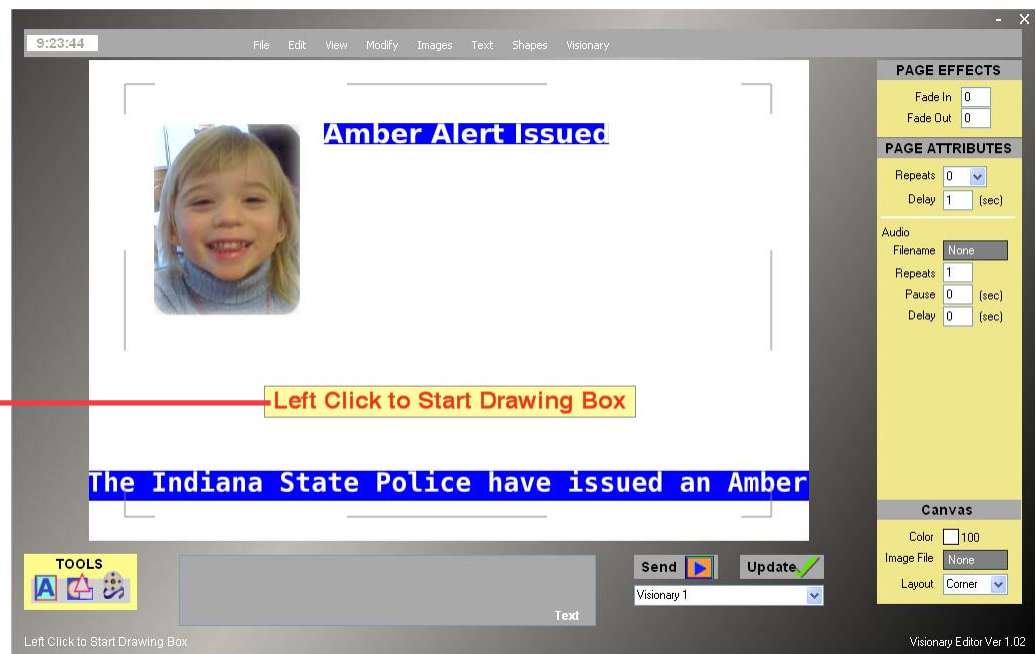 - X
9:23:44
File Edit View Modify Images Text Shapes Visionary
PAGE EFFECTS
Fade In 0
Fade Out 0
Amber Alert Issued
PAGE ATTRIBUTES
Repeats 0
Delay 1 (sec)
Audio
Filename None
Repeats 1
Pause 0 (sec)
Delay 0 (sec)
Left Click to Start Drawing Box
The Indiana State Police have issued an Amber
Canvas
Color 100
Image File None
Layout Corner
TOOLS
A
Send
Update
Visionary 1
Text
Left Click to Start Drawing Box
Visionary Editor Ver 1.02